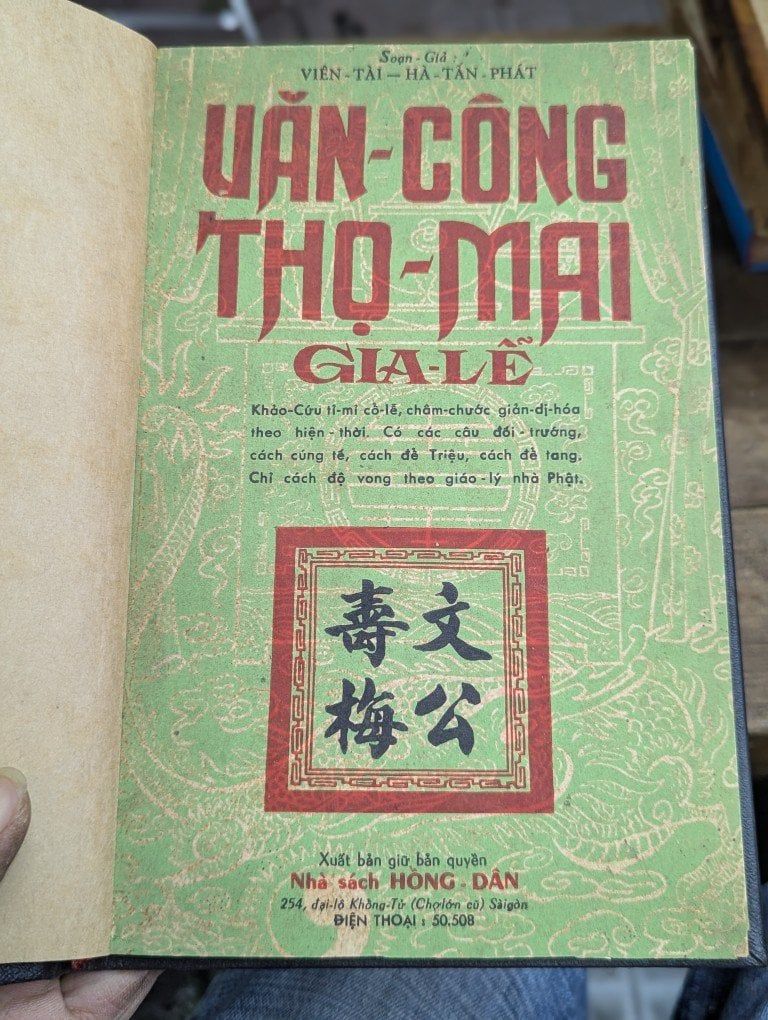 Soạn-Giả :
VIÊN-TÀI — HÀ-TẤN-PHÁT
VĂN-CÔNG
THỌ-MAI
GIA-LỄ
Khảo-Cứu tỉ-mỉ cổ-lễ, châm-chước giản-dị-hóa
theo hiện-thời. Có các câu đối-trướng,
cách cúng tế, cách đề Triệu, cách để tang.
Chỉ cách độ vong theo giáo-lý nhà Phật.
文公
壽梅
Xuất bản giữ bản quyền
Nhà sách HỒNG-DÂN
254, đại-lộ Khổng-Tử (Chợlớn cũ) Sàigòn
ĐIỆN THOẠI : 50.508